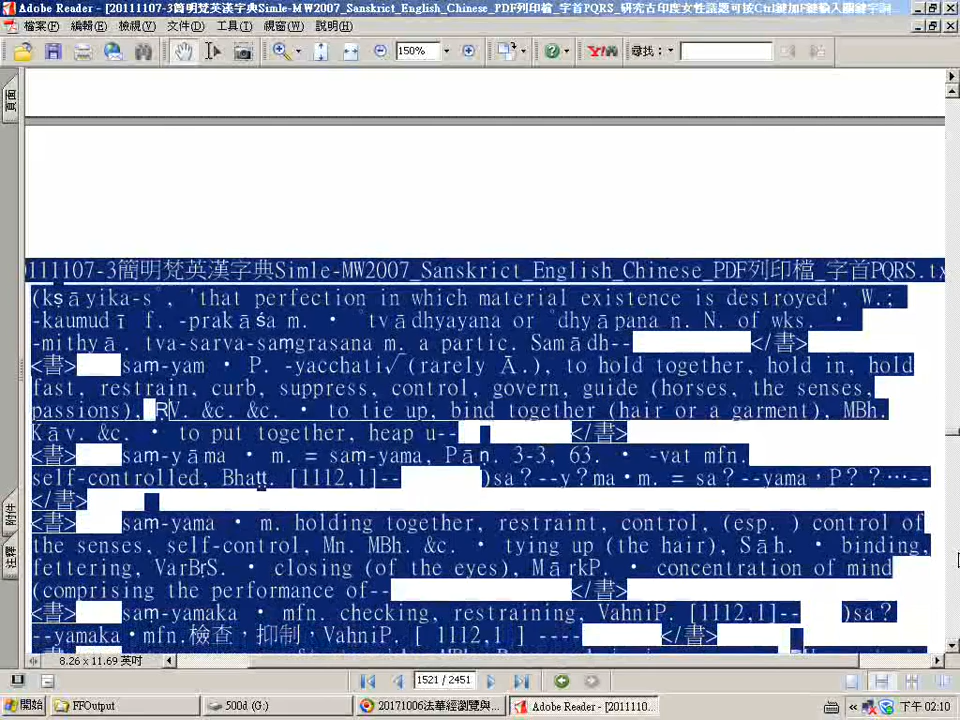 Adobe Reader - [20111107-3簡明梵英漢字典Simle-MW2007_Sanskrict_English_Chinese_PDF列印檔_字首PQRS_研究古印度女性議題可按Ctrl鍵加F鍵輸入關鍵字詞
檔案(F) 編輯(E) 檢視(V) 文件(D) 工具(T) 視窗(W) 說明(H)
150% Y! 尋找:
頁面
0111107-3簡明梵英漢字典Simle-MW2007_Sanskrict_English_Chinese_PDF列印檔_字首PQRS.tx
(kṣāyika-s°, 'that perfection in which material existence is destroyed', W.;
-kaumudī f. -prakāśa m. • °tvādhyayana or °dhyāpana n. N. of wks. •
-mithyā. tva-sarva-saṃgrasana m. a partic. Samādh-- </書>
<書> saṃ-yam • P. -yacchati√ (rarely Ā.), to hold together, hold in, hold
fast, restrain, curb, suppress, control, govern, guide (horses, the senses,
passions), RV. &c. &c. • to tie up, bind together (hair or a garment), MBh.
Kāv. &c. • to put together, heap u-- </書>
<書> saṃ-yāma • m. = saṃ-yama, Pāṇ. 3-3, 63. • -vat mfn.
self-controlled, Bhaṭṭ. [1112,1]-- )sa？--y？ma•m. = sa？--yama，P？？…--
</書>
<書> saṃ-yama • m. holding together, restraint, control, (esp. ) control of
the senses, self-control, Mn. MBh. &c. • tying up (the hair), Sāh. • binding,
fettering, VarBṛS. • closing (of the eyes), MārkP. • concentration of mind
(comprising the performance of-- </書>
<書> saṃ-yamaka • mfn. checking, restraining, VahniP. [1112,1]-- )sa？
--yamaka•mfn.檢查，抑制，VahniP. [ 1112,1 ] ---- </書>
附件
注釋
8.26 x 11.69 英吋
1521 / 2451
開始 FFOutput 500d (G:) 20171006法華經瀏覽與... Adobe Reader - [2011110... 下午 02:10